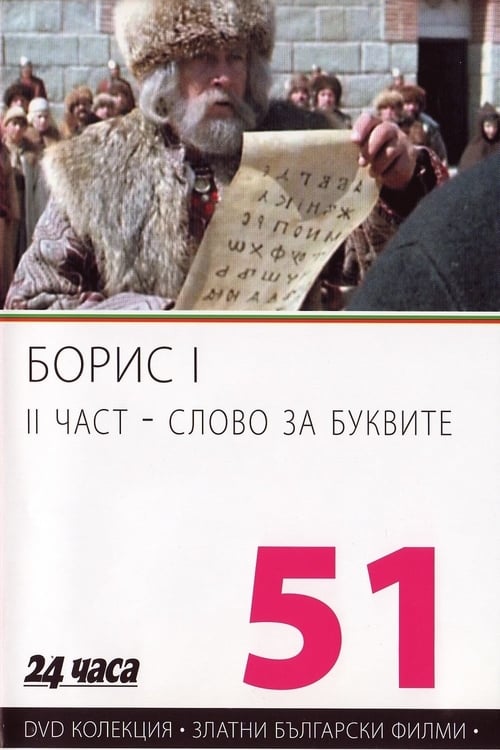 БОРИС I
II ЧАСТ - СЛОВО ЗА БУКВИТЕ
51
24 часа
DVD КОЛЕКЦИЯ • ЗЛАТНИ БЪЛГАРСКИ ФИЛМИ •